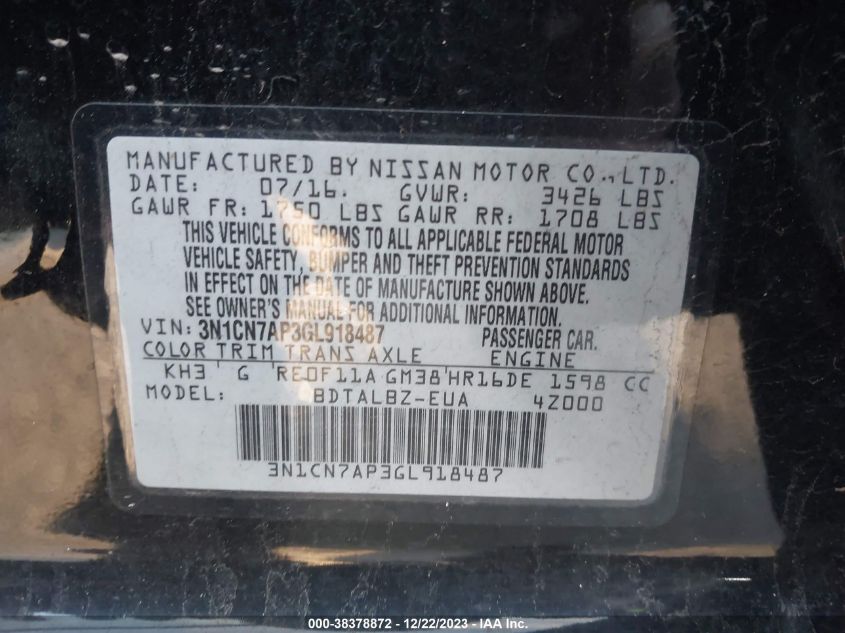 MANUFACTURED BY NISSAN MOTOR CO., LTD.
DATE: 07/16. GVWR: 3426 LBS
GAWR FR: 1750 LBS GAWR RR: 1708 LBS
THIS VEHICLE CONFORMS TO ALL APPLICABLE FEDERAL MOTOR
VEHICLE SAFETY, BUMPER AND THEFT PREVENTION STANDARDS
IN EFFECT ON THE DATE OF MANUFACTURE SHOWN ABOVE.
SEE OWNER'S MANUAL FOR ADDITIONAL INFORMATION.
VIN: 3N1CN7AP3GL918487 PASSENGER CAR.
COLOR TRIM TRANS AXLE ENGINE
KH3 G RE0F11A GM38 HR16DE 1598 CC
MODEL: BDTALBZ-EUA 4Z000
3N1CN7AP3GL918487
000-38378872 - 12/22/2023 - IAA Inc.